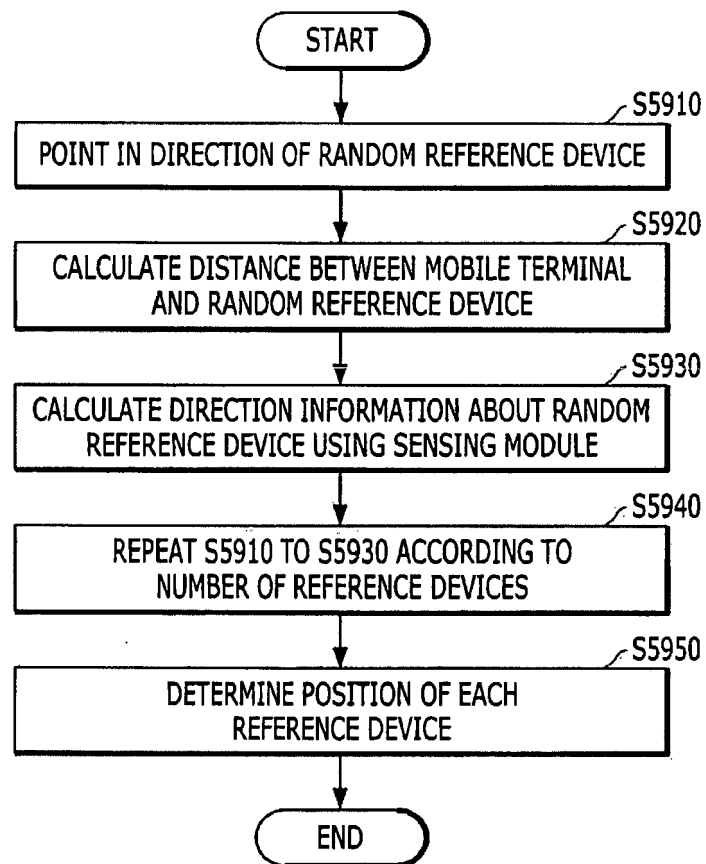 START
S5910
POINT IN DIRECTION OF RANDOM REFERENCE DEVICE
S5920
CALCULATE DISTANCE BETWEEN MOBILE TERMINAL
AND RANDOM REFERENCE DEVICE
S5930
CALCULATE DIRECTION INFORMATION ABOUT RANDOM
REFERENCE DEVICE USING SENSING MODULE
S5940
REPEAT S5910 TO S5930 ACCORDING TO
NUMBER OF REFERENCE DEVICES
S5950
DETERMINE POSITION OF EACH
REFERENCE DEVICE
END